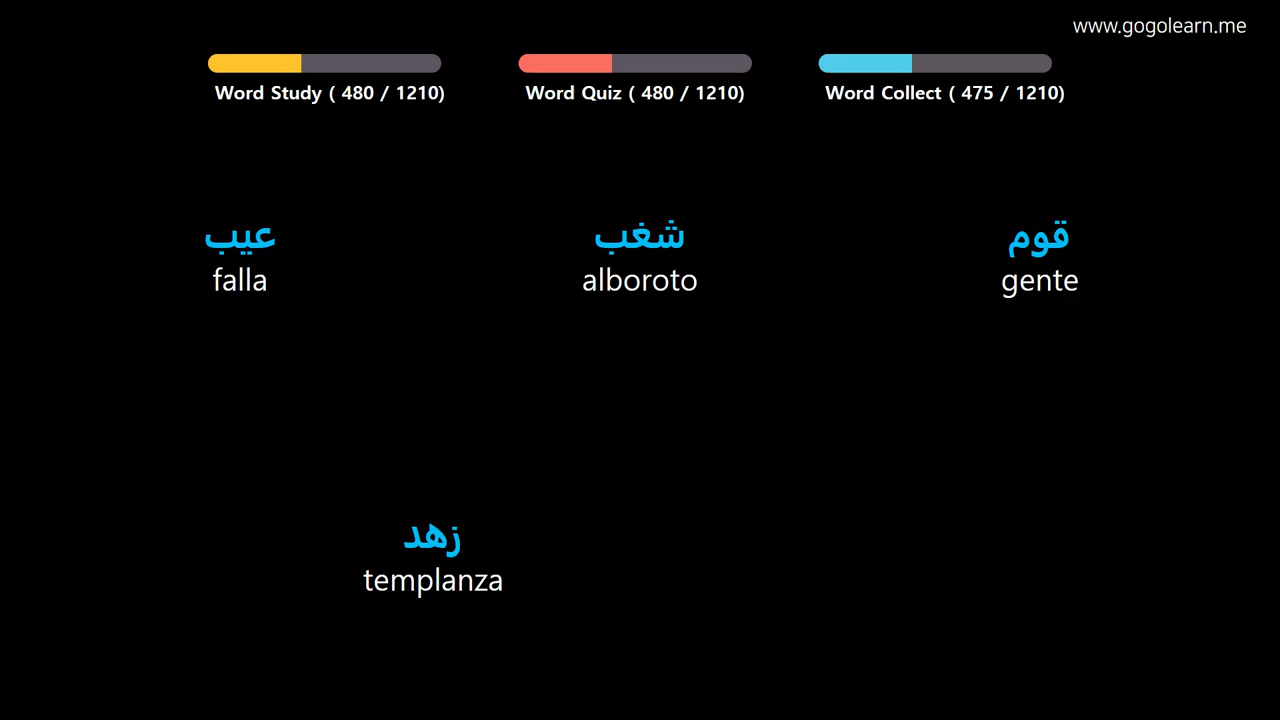 www.gogolearn.me
Word Study ( 480 / 1210)
Word Quiz ( 480 / 1210)
Word Collect ( 475 / 1210)
عيب
falla
شغب
alboroto
قوم
gente
زهد
templanza